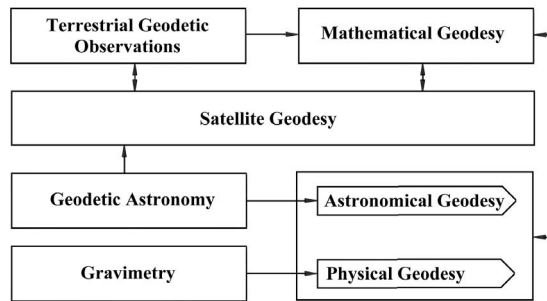 Terrestrial Geodetic
Observations
Mathematical Geodesy
Satellite Geodesy
Geodetic Astronomy
Astronomical Geodesy
Gravimetry
Physical Geodesy